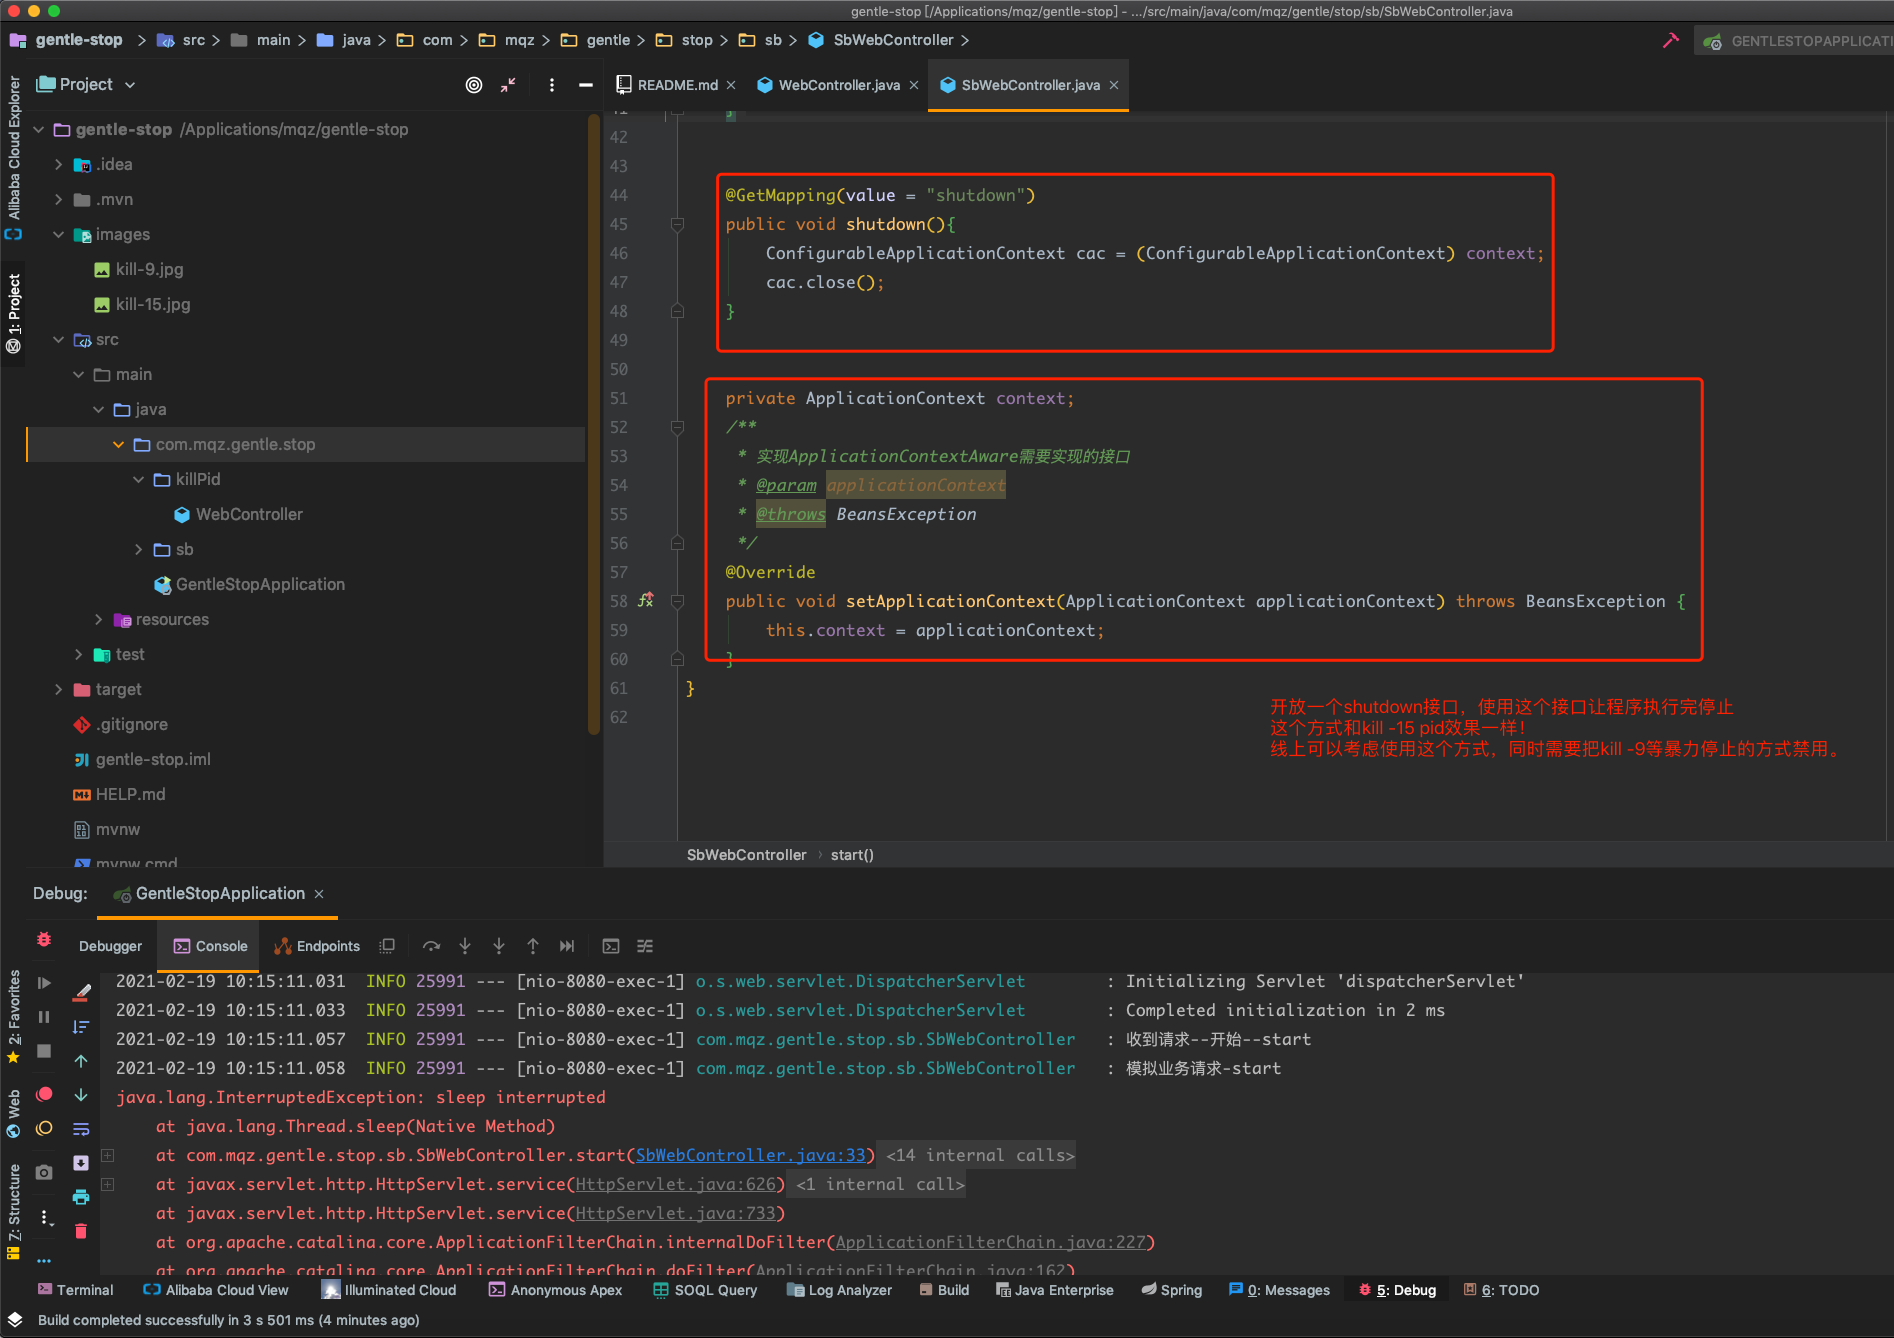 gentle-stop [/Applications/mqz/gentle-stop] - .../src/main/java/com/mqz/gentle/stop/sb/SbWebController.java
gentle-stop src main java com mqz gentle stop sb SbWebController
GENTLESTOPAPPLICATI
Project
README.md
WebController.java
SbWebController.java
Alibaba Cloud Explorer
1: Project
2: Favorites
Web
7: Structure
gentle-stop /Applications/mqz/gentle-stop
.idea
.mvn
images
kill-9.jpg
kill-15.jpg
src
main
java
com.mqz.gentle.stop
killPid
WebController
sb
GentleStopApplication
resources
test
target
.gitignore
gentle-stop.iml
HELP.md
mvnw
mvnw.cmd
41 }
42
43
44 @GetMapping(value = "shutdown")
45 public void shutdown(){
46 ConfigurableApplicationContext cac = (ConfigurableApplicationContext) context;
47 cac.close();
48 }
49
50
51 private ApplicationContext context;
52 /**
53 * 实现ApplicationContextAware需要实现的接口
54 * @param applicationContext
55 * @throws BeansException
56 */
57 @Override
58 public void setApplicationContext(ApplicationContext applicationContext) throws BeansException {
59 this.context = applicationContext;
60 }
61 }
62
开放一个shutdown接口，使用这个接口让程序执行完停止
这个方式和kill -15 pid效果一样！
线上可以考虑使用这个方式，同时需要把kill -9等暴力停止的方式禁用。
SbWebController › start()
Debug: GentleStopApplication
Debugger Console Endpoints
2021-02-19 10:15:11.031 INFO 25991 --- [nio-8080-exec-1] o.s.web.servlet.DispatcherServlet : Initializing Servlet 'dispatcherServlet'
2021-02-19 10:15:11.033 INFO 25991 --- [nio-8080-exec-1] o.s.web.servlet.DispatcherServlet : Completed initialization in 2 ms
2021-02-19 10:15:11.057 INFO 25991 --- [nio-8080-exec-1] com.mqz.gentle.stop.sb.SbWebController : 收到请求--开始--start
2021-02-19 10:15:11.058 INFO 25991 --- [nio-8080-exec-1] com.mqz.gentle.stop.sb.SbWebController : 模拟业务请求-start
java.lang.InterruptedException: sleep interrupted
at java.lang.Thread.sleep(Native Method)
at com.mqz.gentle.stop.sb.SbWebController.start(SbWebController.java:33) <14 internal calls>
at javax.servlet.http.HttpServlet.service(HttpServlet.java:626) <1 internal call>
at javax.servlet.http.HttpServlet.service(HttpServlet.java:733)
at org.apache.catalina.core.ApplicationFilterChain.internalDoFilter(ApplicationFilterChain.java:227)
at org.apache.catalina.core.ApplicationFilterChain.doFilter(ApplicationFilterChain.java:162)
Terminal Alibaba Cloud View Illuminated Cloud Anonymous Apex SOQL Query Log Analyzer Build Java Enterprise Spring 0: Messages 5: Debug 6: TODO
Build completed successfully in 3 s 501 ms (4 minutes ago)